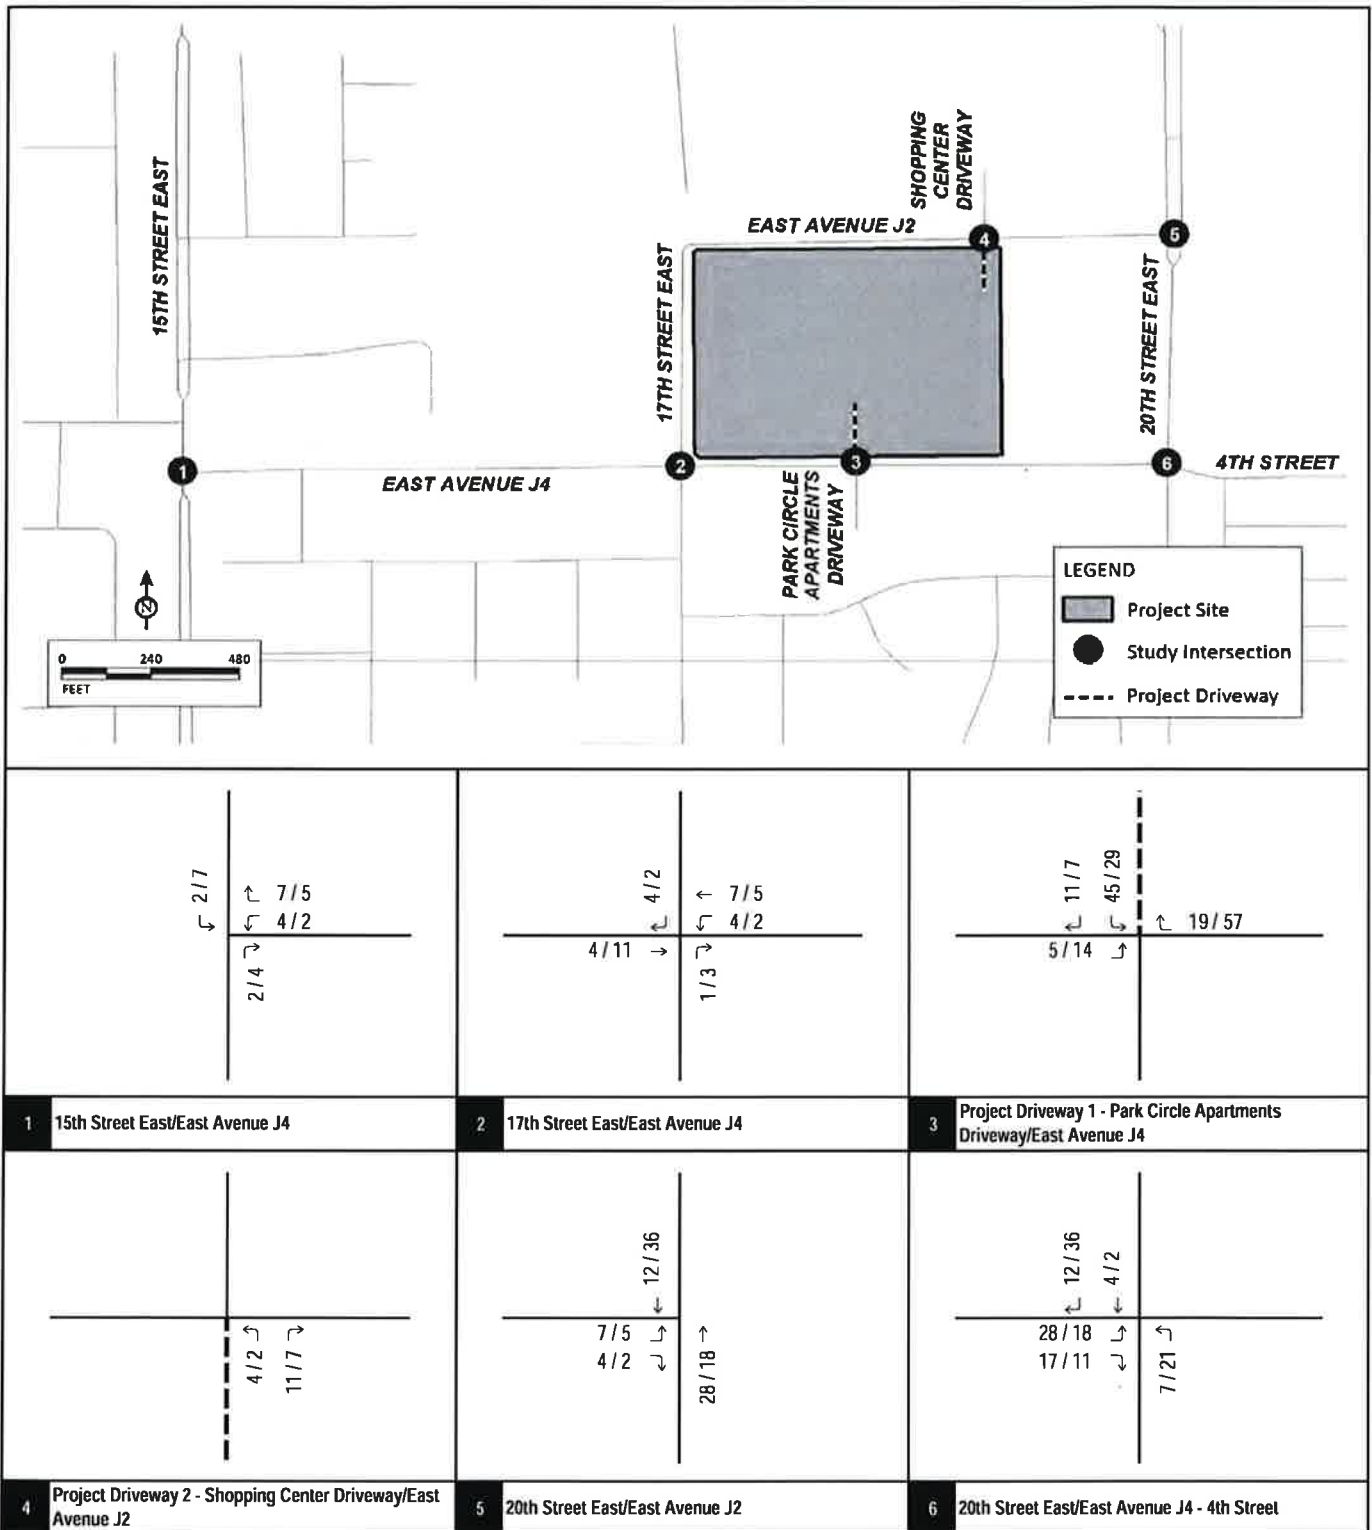 SHOPPING
CENTER
DRIVEWAY
15TH STREET EAST
EAST AVENUE J2
4
5
17TH STREET EAST
20TH STREET EAST
1
2
3
6
4TH STREET
EAST AVENUE J4
PARK CIRCLE
APARTMENTS
DRIVEWAY
N
0 240 480
FEET
LEGEND
Project Site
Study Intersection
Project Driveway
2 / 7
7 / 5
4 / 2
2 / 4
1 15th Street East/East Avenue J4
4 / 2
7 / 5
4 / 2
4 / 11
1 / 3
2 17th Street East/East Avenue J4
11 / 7
45 / 29
19 / 57
5 / 14
3 Project Driveway 1 - Park Circle Apartments
Driveway/East Avenue J4
4 / 2
11 / 7
4 Project Driveway 2 - Shopping Center Driveway/East
Avenue J2
12 / 36
7 / 5
4 / 2
28 / 18
5 20th Street East/East Avenue J2
12 / 36
4 / 2
28 / 18
17 / 11
7 / 21
6 20th Street East/East Avenue J4 - 4th Street